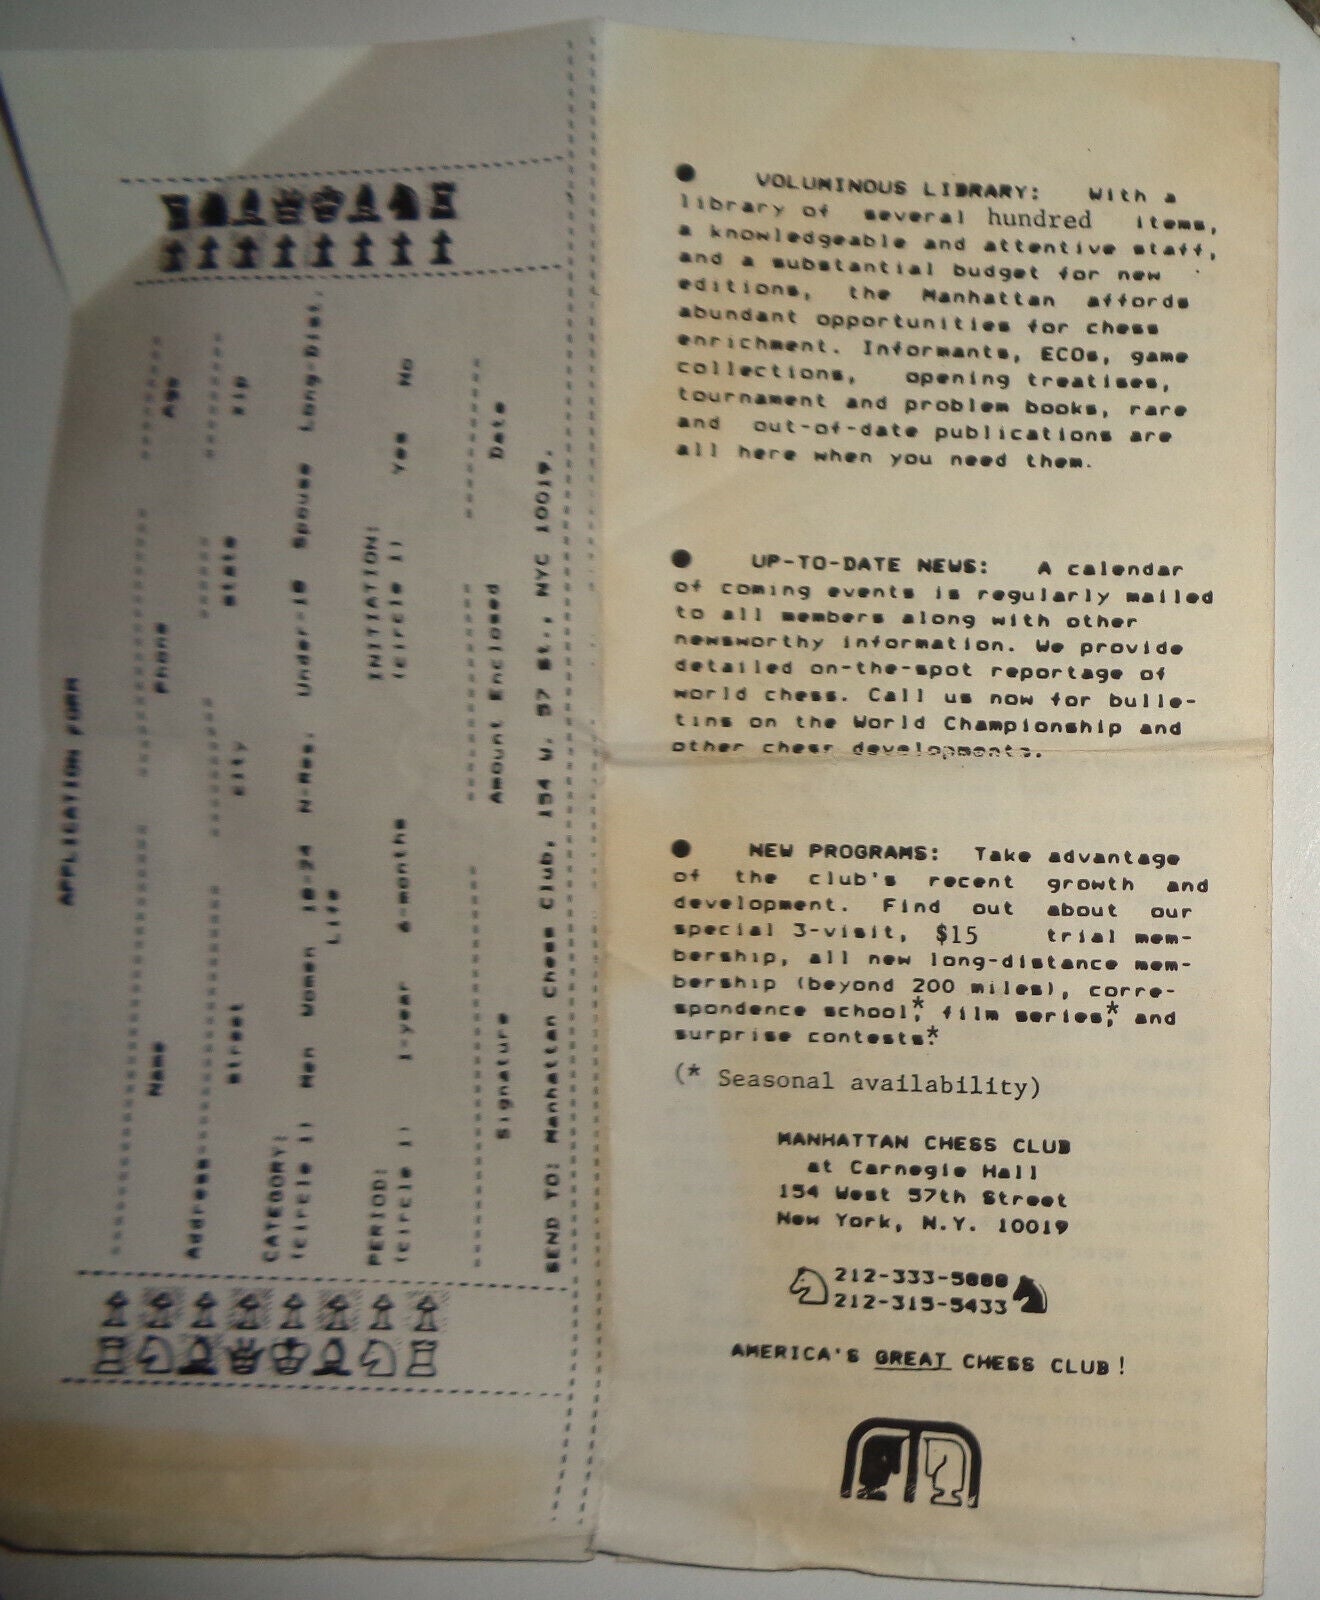 APPLICATION FORM
Name Phone Age
Address Street City State Zip
CATEGORY: (circle 1) Men Women 18-24 N-Res. Under-18 Spouse Long-Dist.
Life
PERIOD: (circle 1) 1-year 6-months INITIATION: (circle 1) Yes No
Signature Amount Enclosed Date
SEND TO: Manhattan Chess Club, 154 W. 57 St., NYC 10019.
● VOLUMINOUS LIBRARY: With a
library of several hundred items,
a knowledgeable and attentive staff,
and a substantial budget for new
editions, the Manhattan affords
abundant opportunities for chess
enrichment. Informants, ECOs, game
collections, opening treatises,
tournament and problem books, rare
and out-of-date publications are
all here when you need them.
● UP-TO-DATE NEWS: A calendar
of coming events is regularly mailed
to all members along with other
newsworthy information. We provide
detailed on-the-spot reportage of
world chess. Call us now for bulle-
tins on the World Championship and
other chess developments.
● NEW PROGRAMS: Take advantage
of the club's recent growth and
development. Find out about our
special 3-visit, $15 trial mem-
bership, all new long-distance mem-
bership (beyond 200 miles), corre-
spondence school,* film series,* and
surprise contests.*
(* Seasonal availability)
MANHATTAN CHESS CLUB
at Carnegie Hall
154 West 57th Street
New York, N.Y. 10019
212-333-5888
212-315-5433
AMERICA'S GREAT CHESS CLUB!